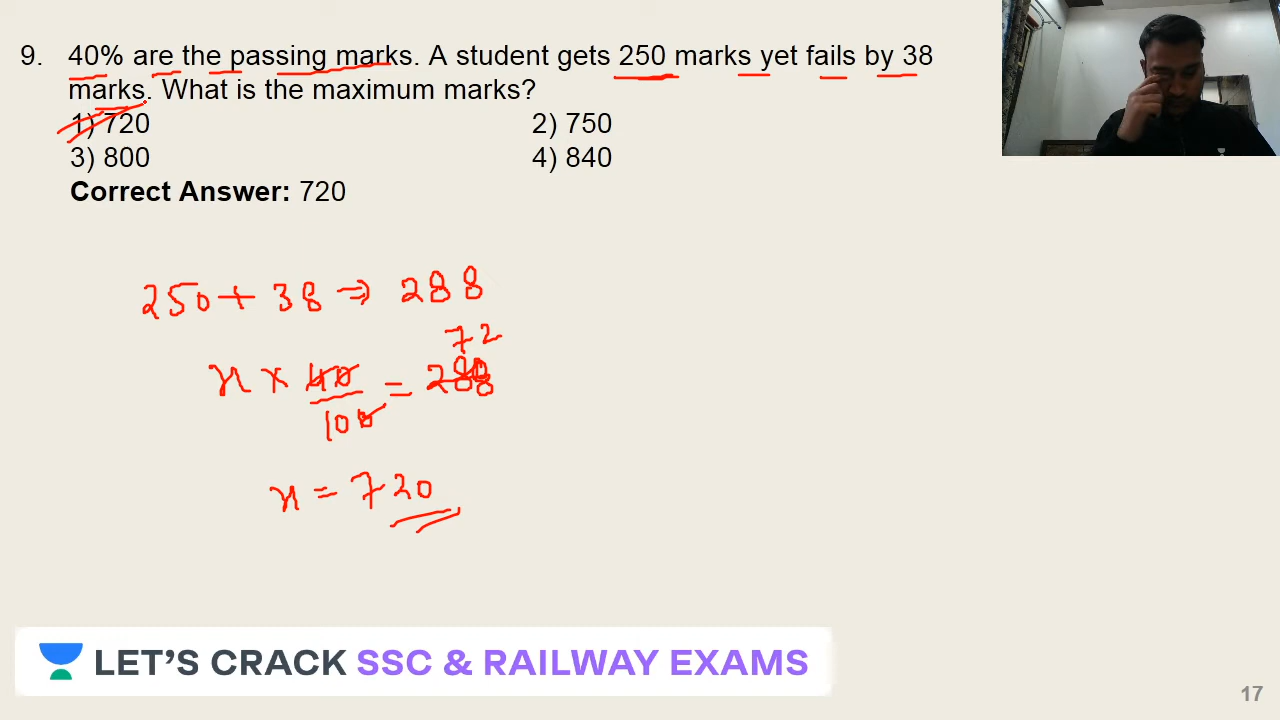 9. 40% are the passing marks. A student gets 250 marks yet fails by 38
marks. What is the maximum marks?
1) 720 2) 750
3) 800 4) 840
Correct Answer: 720
250 + 38 ⇒ 288
72
x × 40/100 = 288
x = 720
LET'S CRACK SSC & RAILWAY EXAMS
17